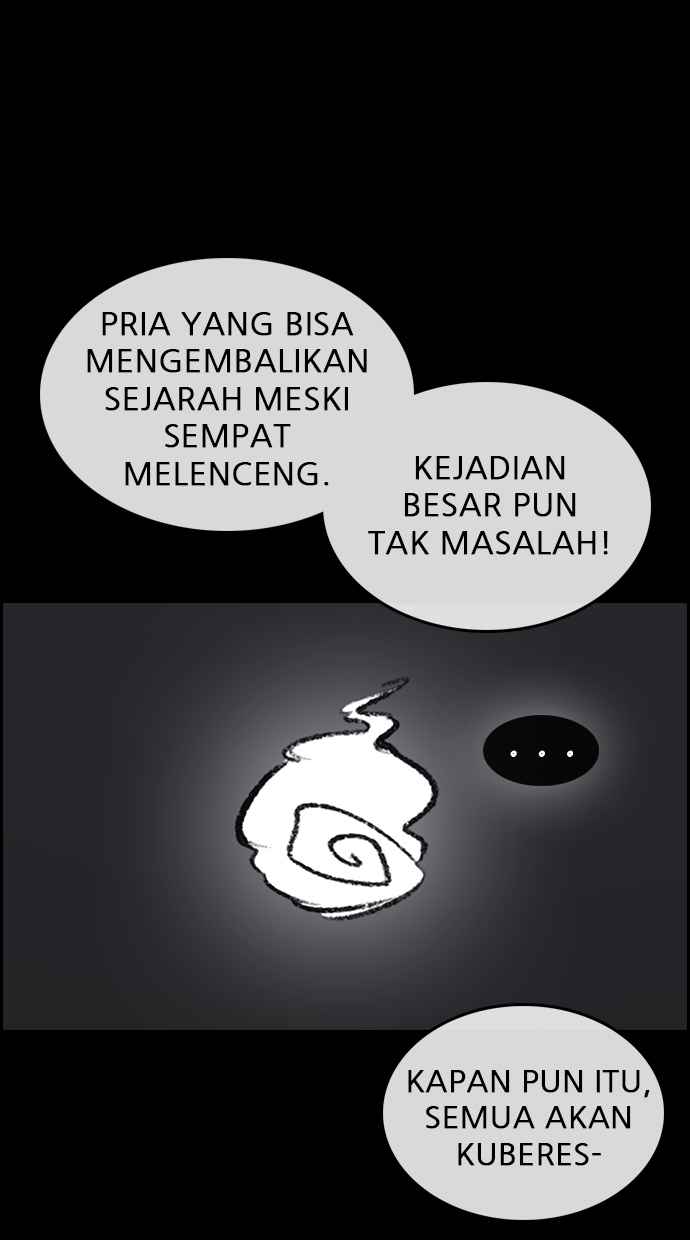 PRIA YANG BISA
MENGEMBALIKAN
SEJARAH MESKI
SEMPAT
MELENCENG.
KEJADIAN
BESAR PUN
TAK MASALAH!
...
KAPAN PUN ITU,
SEMUA AKAN
KUBERES-